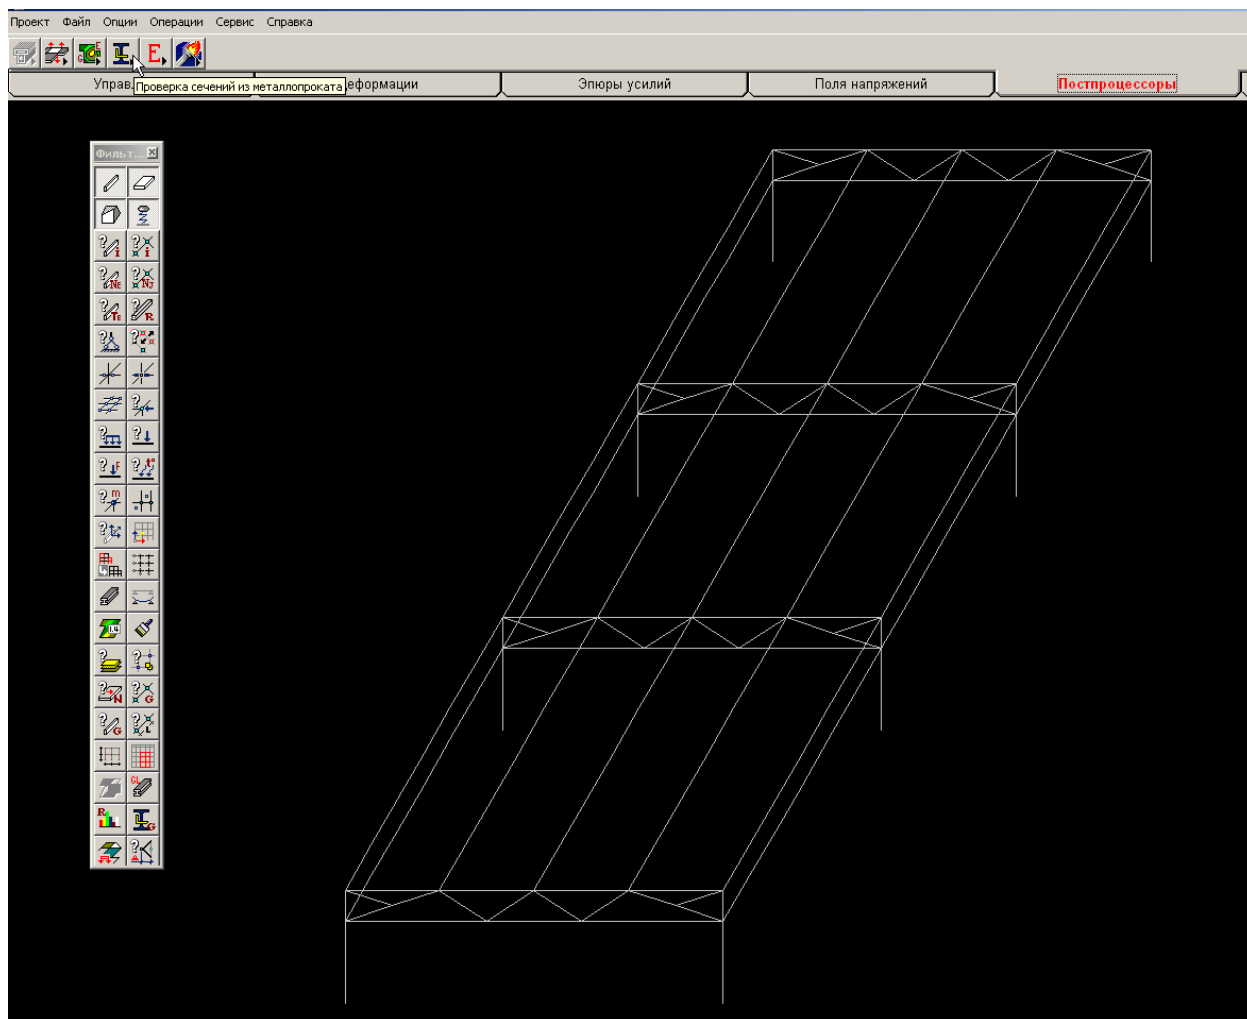 Проект Файл Опции Операции Сервис Справка
E
G
E
Управ
Проверка сечений из металлопроката
еформации
Эпюры усилий
Поля напряжений
Постпроцессоры
Фильт...